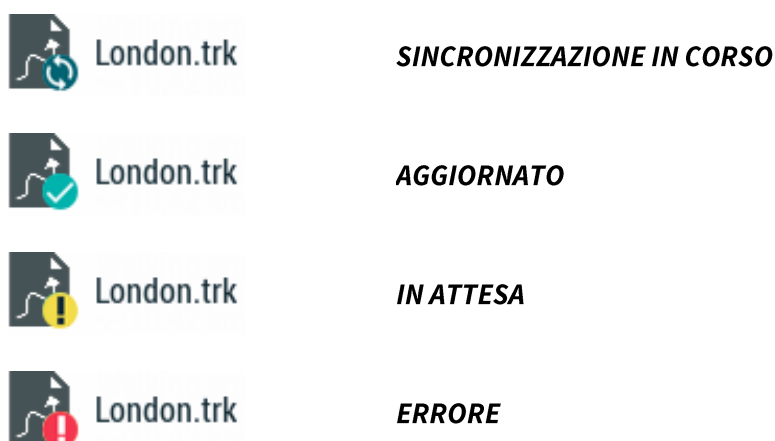 London.trk SINCRONIZZAZIONE IN CORSO
London.trk AGGIORNATO
London.trk IN ATTESA
London.trk ERRORE